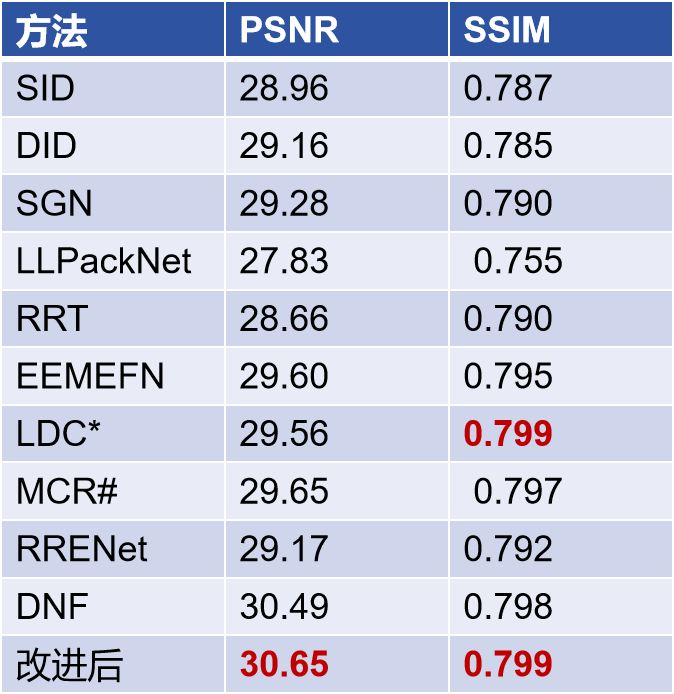 方法 PSNR SSIM
SID 28.96 0.787
DID 29.16 0.785
SGN 29.28 0.790
LLPackNet 27.83 0.755
RRT 28.66 0.790
EEMEFN 29.60 0.795
LDC* 29.56 0.799
MCR# 29.65 0.797
RRENet 29.17 0.792
DNF 30.49 0.798
改进后 30.65 0.799